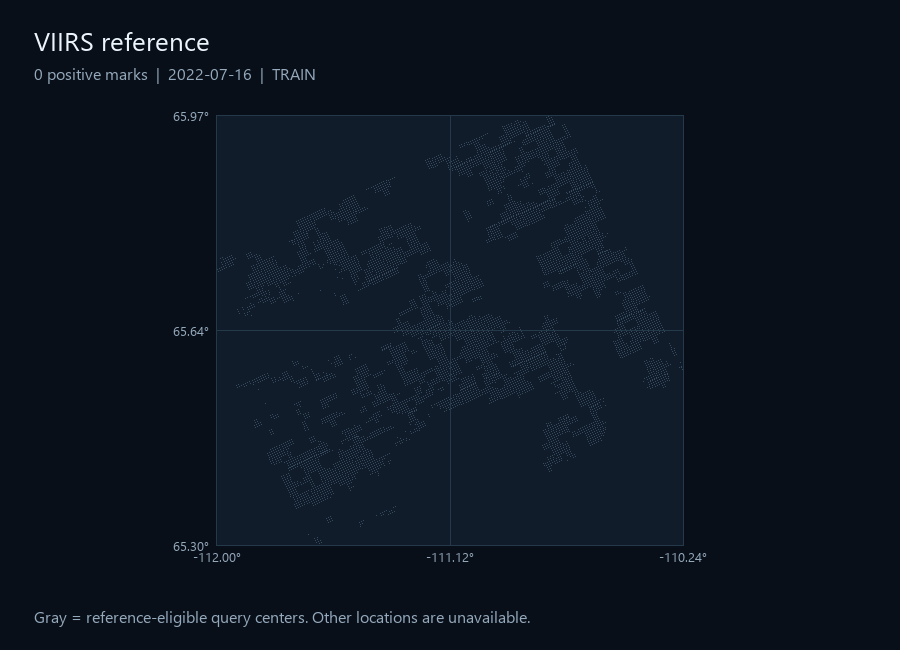 VIIRS reference
0 positive marks | 2022-07-16 | TRAIN
65.97°
65.64°
65.30°
-112.00°
-111.12°
-110.24°
Gray = reference-eligible query centers. Other locations are unavailable.